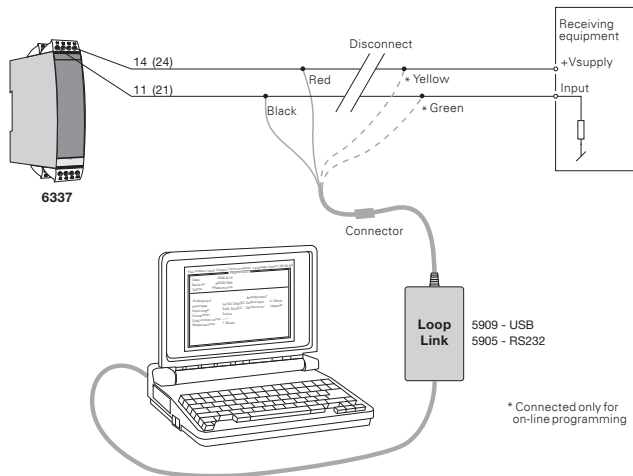 Receiving
equipment
+Vsupply
Input
Disconnect
14 (24)
Red
* Yellow
11 (21)
Black
* Green
6337
Connector
Loop
Link
5909 - USB
5905 - RS232
* Connected only for
on-line programming